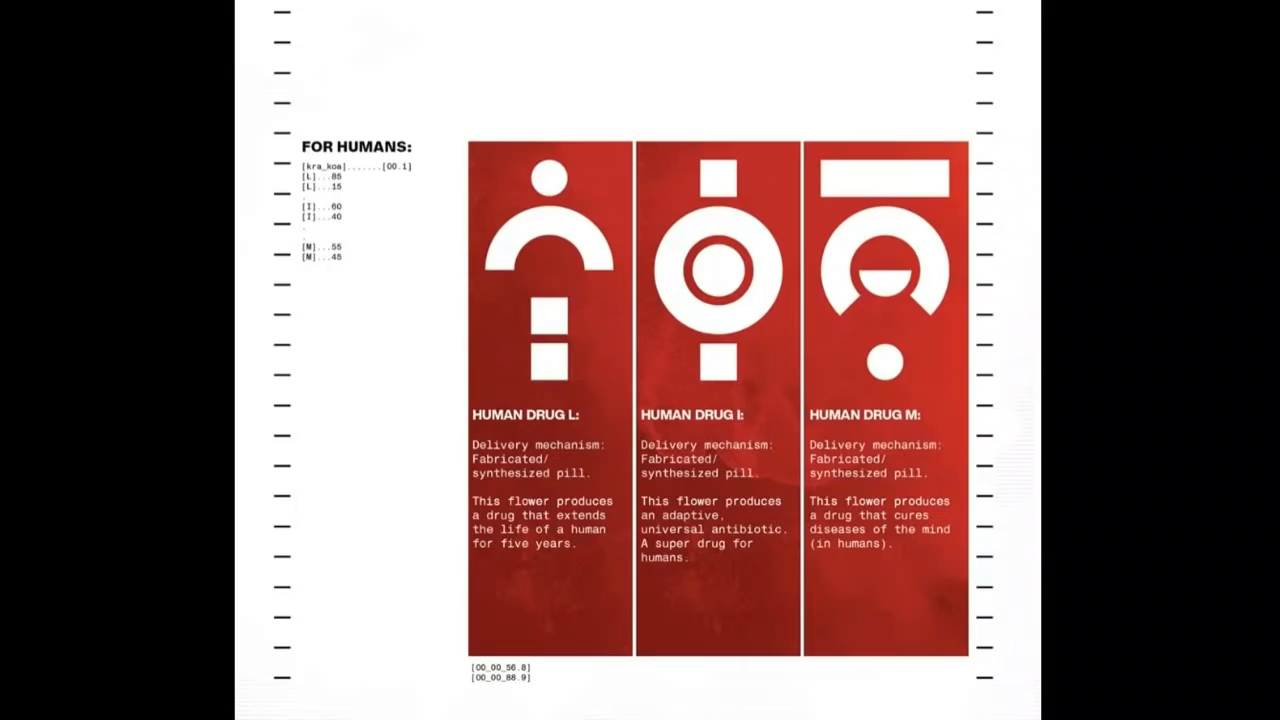 FOR HUMANS:
[kra_koa].......[00.1]
[L]...85
[L]...15
.
[I]...60
[I]...40
.
.
[M]...55
[M]...45
HUMAN DRUG L:
Delivery mechanism:
Fabricated/
synthesized pill.
This flower produces
a drug that extends
the life of a human
for five years.
HUMAN DRUG I:
Delivery mechanism:
Fabricated/
synthesized pill.
This flower produces
an adaptive,
universal antibiotic.
A super drug for
humans.
HUMAN DRUG M:
Delivery mechanism:
Fabricated/
synthesized pill.
This flower produces
a drug that cures
diseases of the mind
(in humans).
[00_00_56.8]
[00_00_88.9]